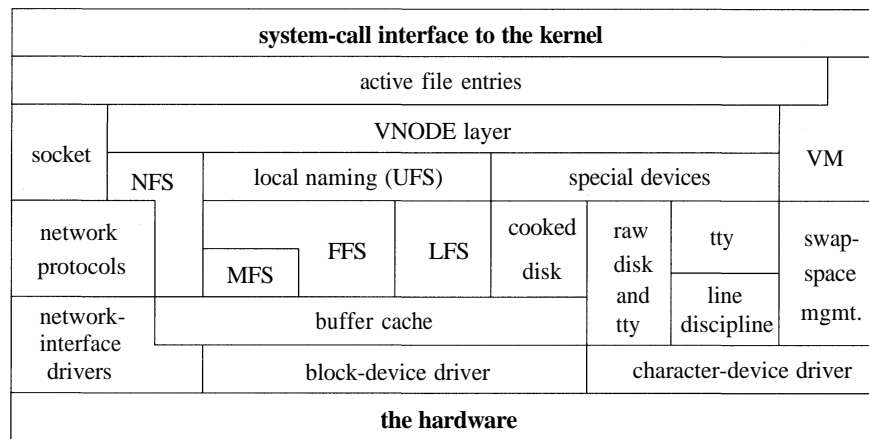 system-call interface to the kernel
active file entries
VNODE layer
socket
VM
NFS
local naming (UFS)
special devices
network
protocols
MFS
FFS
LFS
cooked
disk
raw
disk
and
tty
tty
line
discipline
swap-
space
mgmt.
network-
interface
drivers
buffer cache
block-device driver
character-device driver
the hardware